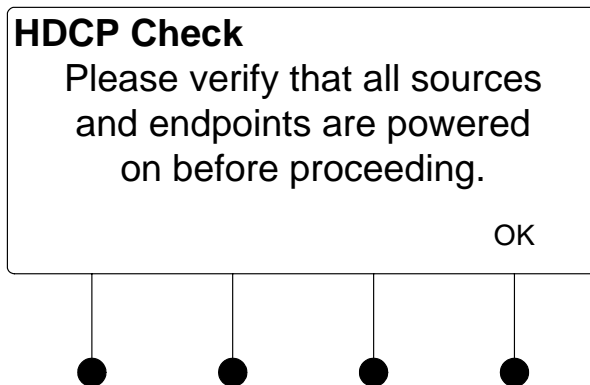 HDCP Check
Please verify that all sources
and endpoints are powered
on before proceeding.
OK